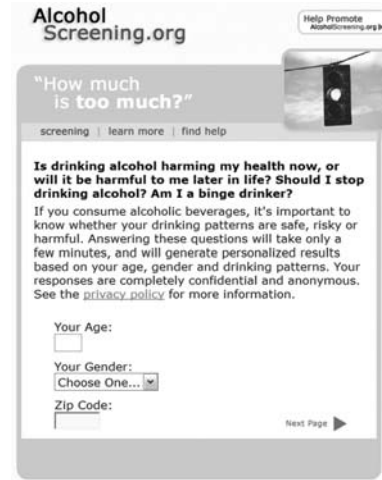 Alcohol
Screening.org
Help Promote
AlcoholScreening.org
"How much
is too much?"
screening | learn more | find help
Is drinking alcohol harming my health now, or
will it be harmful to me later in life? Should I stop
drinking alcohol? Am I a binge drinker?
If you consume alcoholic beverages, it's important to
know whether your drinking patterns are safe, risky or
harmful. Answering these questions will take only a
few minutes, and will generate personalized results
based on your age, gender and drinking patterns. Your
responses are completely confidential and anonymous.
See the privacy policy for more information.
Your Age:
Your Gender:
Choose One...
Zip Code:
Next Page